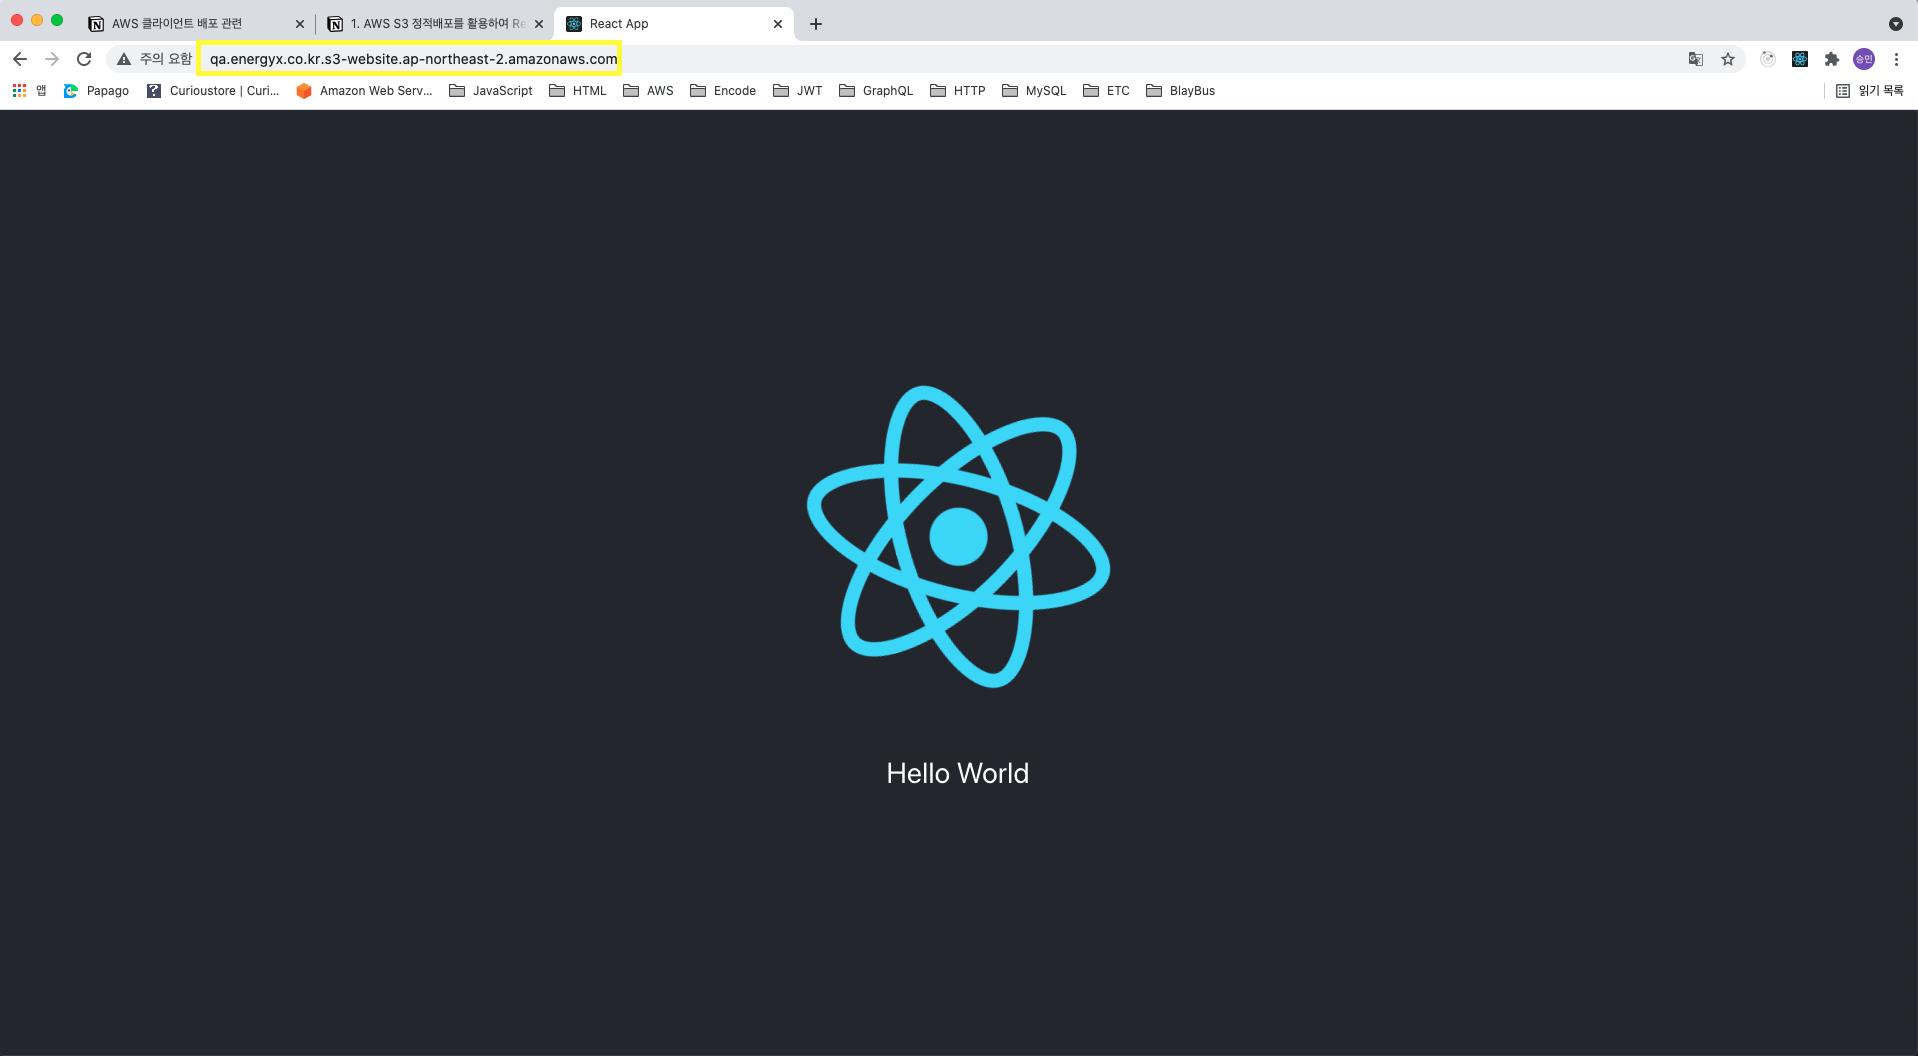 AWS 클라이언트 배포 관련
1. AWS S3 정적배포를 활용하여 Re
React App
주의 요함
qa.energyx.co.kr.s3-website.ap-northeast-2.amazonaws.com
승민
앱 Papago Curioustore | Curi... Amazon Web Serv... JavaScript HTML AWS Encode JWT GraphQL HTTP MySQL ETC BlayBus 읽기 목록
Hello World